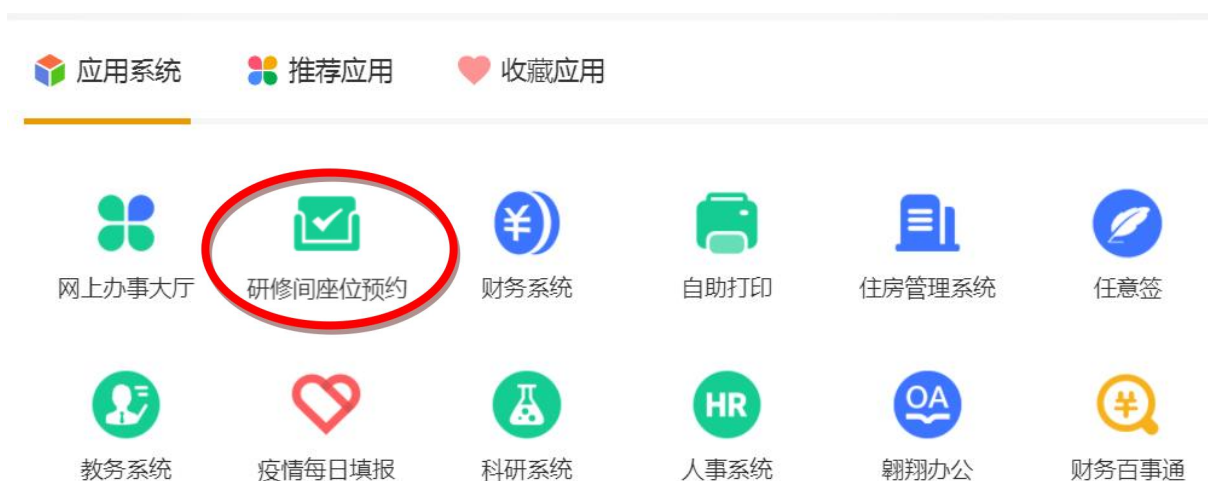 应用系统 推荐应用 收藏应用
网上办事大厅 研修间座位预约 财务系统 自助打印 住房管理系统 任意签
HR OA
教务系统 疫情每日填报 科研系统 人事系统 翱翔办公 财务百事通